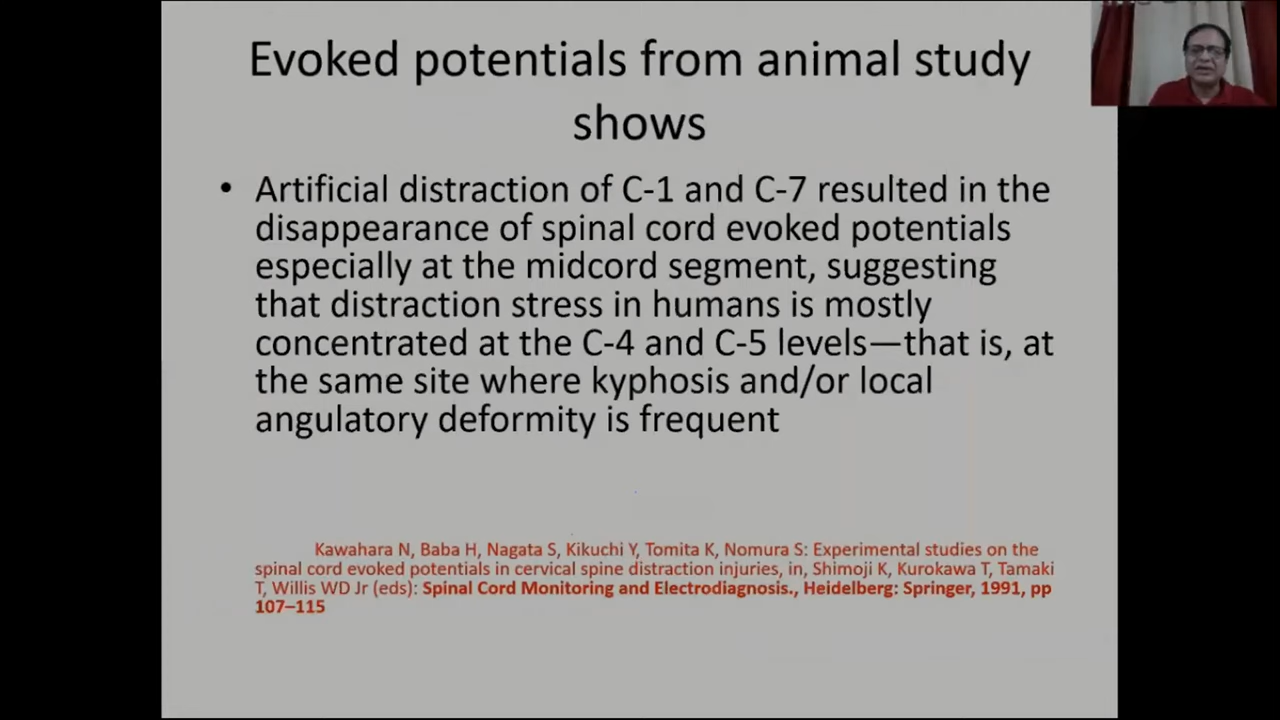 Evoked potentials from animal study
shows
• Artificial distraction of C-1 and C-7 resulted in the
disappearance of spinal cord evoked potentials
especially at the midcord segment, suggesting
that distraction stress in humans is mostly
concentrated at the C-4 and C-5 levels—that is, at
the same site where kyphosis and/or local
angulatory deformity is frequent
Kawahara N, Baba H, Nagata S, Kikuchi Y, Tomita K, Nomura S: Experimental studies on the
spinal cord evoked potentials in cervical spine distraction injuries, in, Shimoji K, Kurokawa T, Tamaki
T, Willis WD Jr (eds): Spinal Cord Monitoring and Electrodiagnosis., Heidelberg: Springer, 1991, pp
107–115